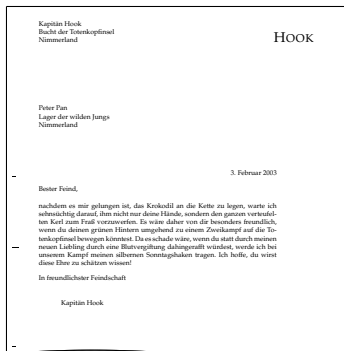 Kapitän Hook
Bucht der Totenkopfinsel
Nimmerland
HOOK
Peter Pan
Lager der wilden Jungs
Nimmerland
3. Februar 2003
Bester Feind,
nachdem es mir gelungen ist, das Krokodil an die Kette zu legen, warte ich
sehnsüchtig darauf, ihm nicht nur deine Hände, sondern den ganzen verteufel-
ten Kerl zum Fraß vorzuwerfen. Es wäre daher von dir besonders freundlich,
wenn du deinen grünen Hintern umgehend zu einem Zweikampf auf die To-
tenkopfinsel bewegen könntest. Da es schade wäre, wenn du statt durch meinen
neuen Liebling durch eine Blutvergiftung dahingerafft würdest, werde ich bei
unserem Kampf meinen silbernen Sonntagshaken tragen. Ich hoffe, du wirst
diese Ehre zu schätzen wissen!
In freundlichster Feindschaft
Kapitän Hook